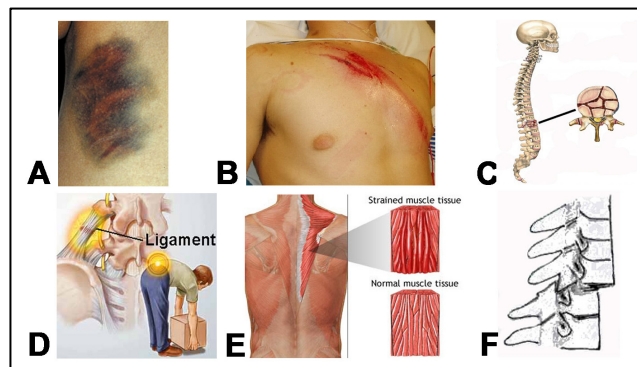 A
B
C
Ligament
D
Strained muscle tissue
Normal muscle tissue
E
F